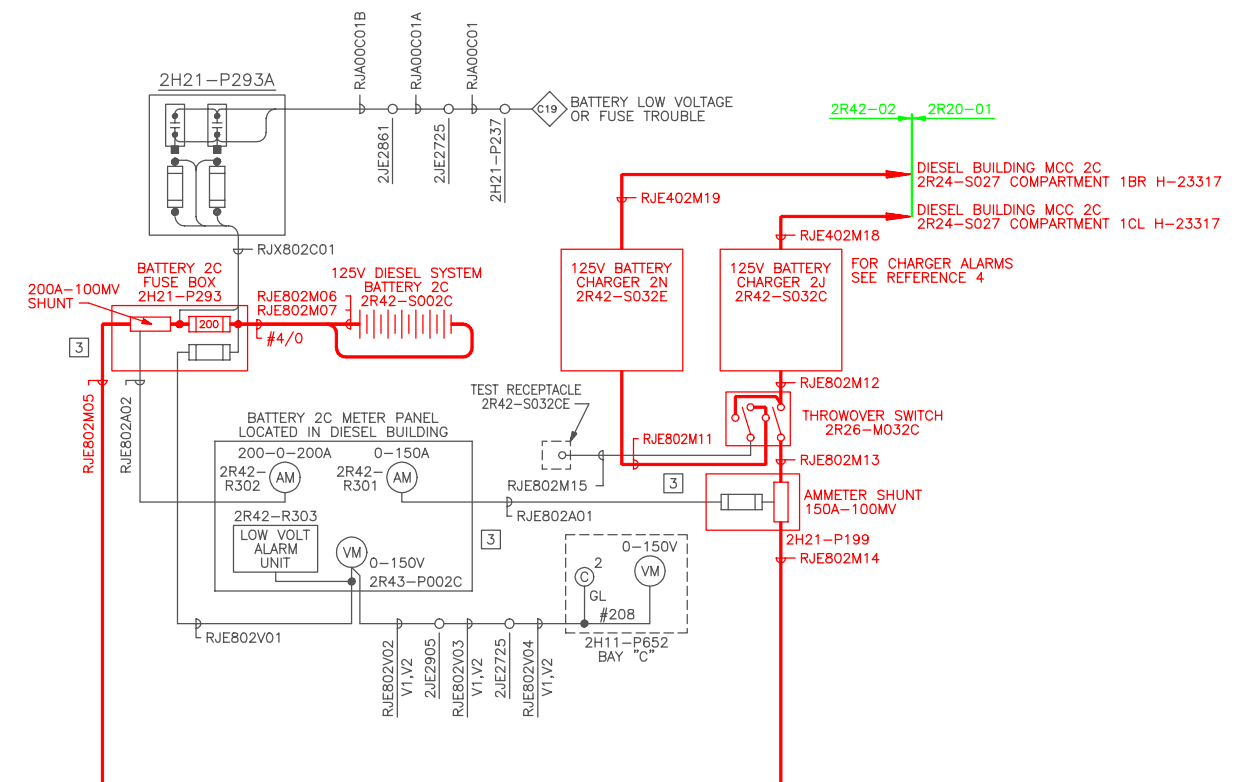 RJA00C01B
RJA00C01A
RJA00C01
2H21-P293A
C19
BATTERY LOW VOLTAGE
OR FUSE TROUBLE
2JE2861
2JE2725
2H21-P237
2R42-02
2R20-01
DIESEL BUILDING MCC 2C
2R24-S027 COMPARTMENT 1BR H-23317
RJE402M19
DIESEL BUILDING MCC 2C
2R24-S027 COMPARTMENT 1CL H-23317
RJE402M18
RJX802C01
BATTERY 2C
FUSE BOX
2H21-P293
125V DIESEL SYSTEM
BATTERY 2C
2R42-S002C
125V BATTERY
CHARGER 2N
2R42-S032E
125V BATTERY
CHARGER 2J
2R42-S032C
FOR CHARGER ALARMS
SEE REFERENCE 4
200A-100MV
SHUNT
RJE802M06
RJE802M07
200
#4/0
3
RJE802M05
RJE802A02
RJE802M12
TEST RECEPTACLE
2R42-S032CE
THROWOVER SWITCH
2R26-M032C
BATTERY 2C METER PANEL
LOCATED IN DIESEL BUILDING
RJE802M11
200-0-200A
0-150A
RJE802M13
2R42-
R302
AM
2R42-
R301
AM
RJE802M15
3
AMMETER SHUNT
150A-100MV
RJE802A01
2R42-R303
LOW VOLT
ALARM
UNIT
3
2H21-P199
VM
0-150V
2R43-P002C
2
0-150V
C
VM
RJE802M14
GL
#208
RJE802V01
2H11-P652
BAY "C"
RJE802V02
V1,V2
2JE2905
RJE802V03
V1,V2
2JE2725
RJE802V04
V1,V2